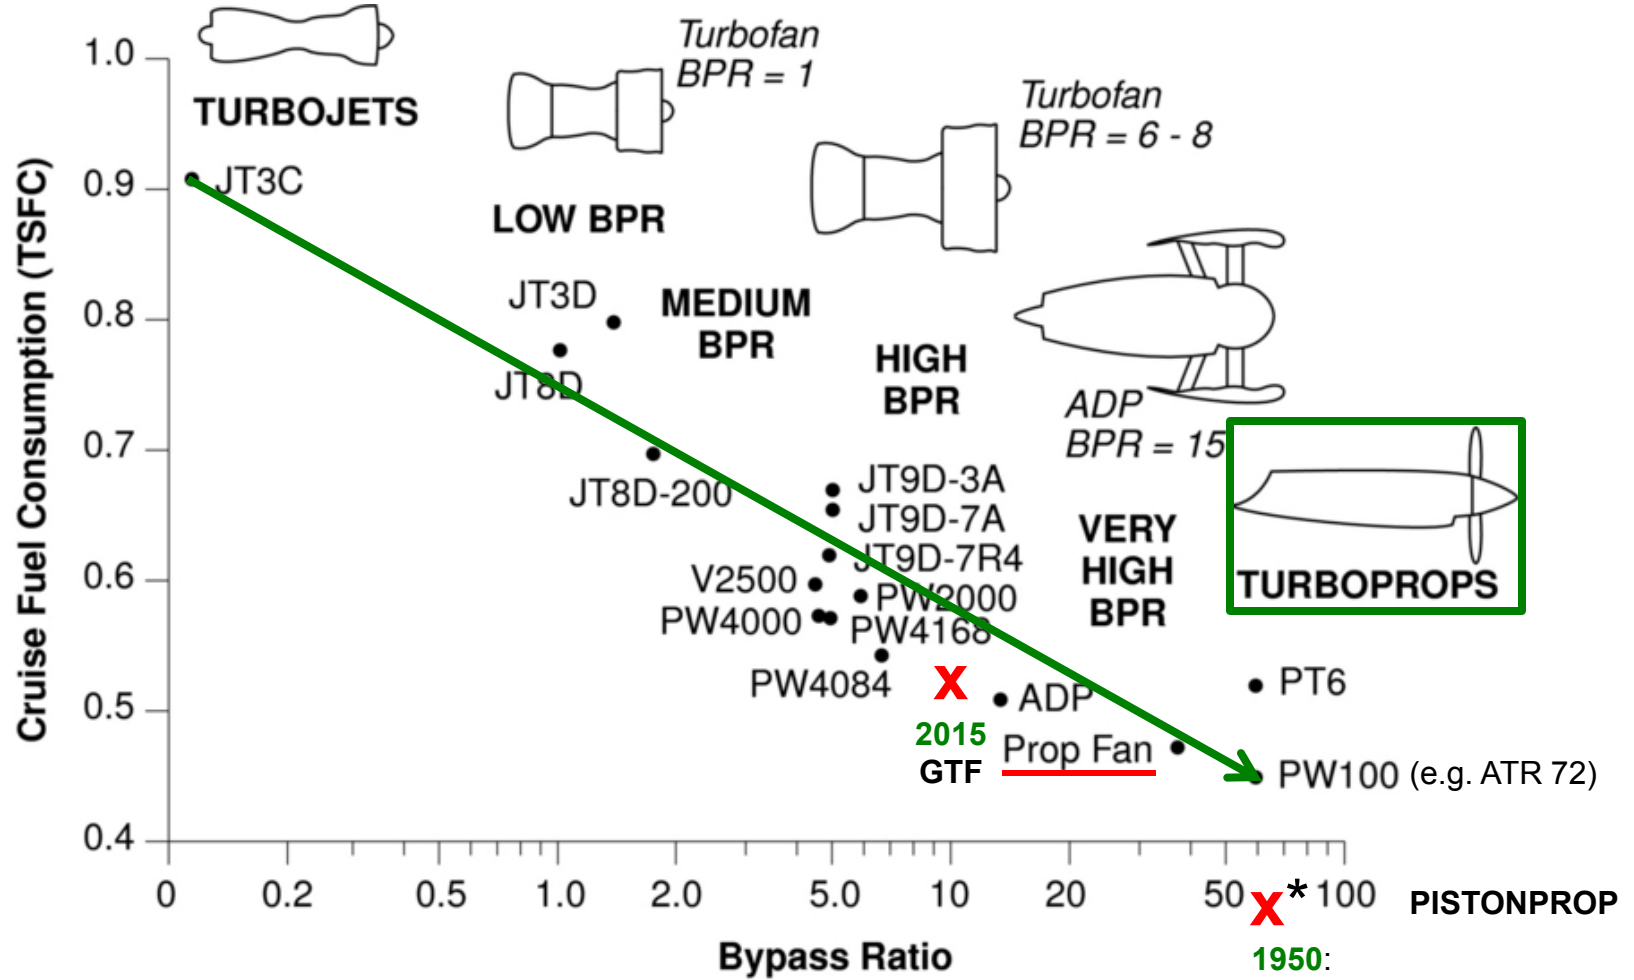 Turbofan
BPR = 1
1.0
TURBOJETS
Turbofan
BPR = 6 - 8
0.9
JT3C
LOW BPR
JT3D
MEDIUM
BPR
0.8
HIGH
BPR
JT8D
ADP
BPR = 15
0.7
JT8D-200
JT9D-3A
JT9D-7A
JT9D-7R4
VERY
HIGH
BPR
TURBOPROPS
0.6
V2500
PW2000
PW4000
PW4168
PW4084
x
ADP
PT6
0.5
2015
GTF
Prop Fan
PW100 (e.g. ATR 72)
0.4
Cruise Fuel Consumption (TSFC)
0 0.2 0.5 1.0 2.0 5.0 10 20 50 x * 100 PISTONPROP
Bypass Ratio
1950: